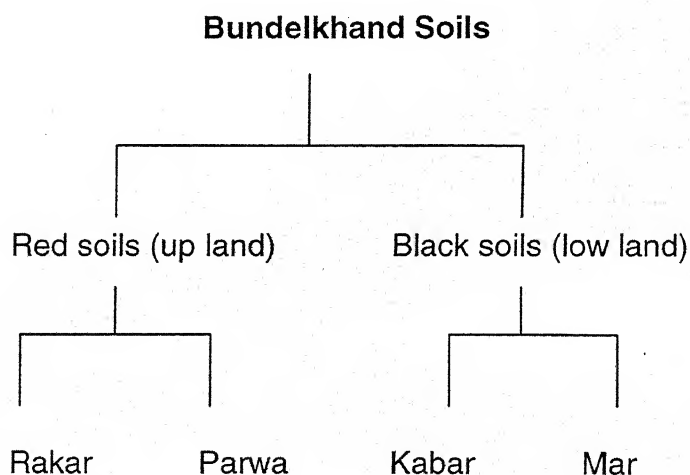 Bundelkhand Soils
Red soils (up land) Black soils (low land)
Rakar Parwa Kabar Mar